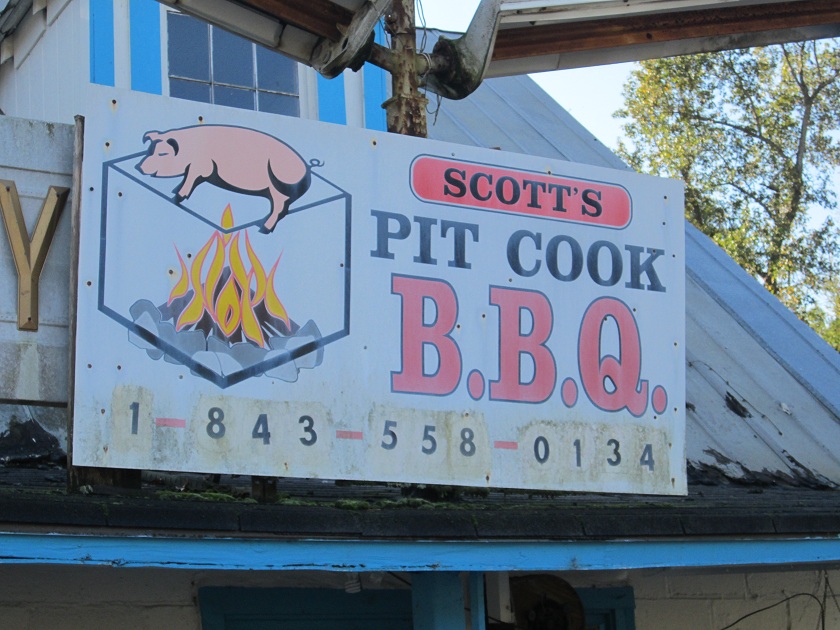 Y
SCOTT'S
PIT COOK
B.B.Q.
1-843-558-0134